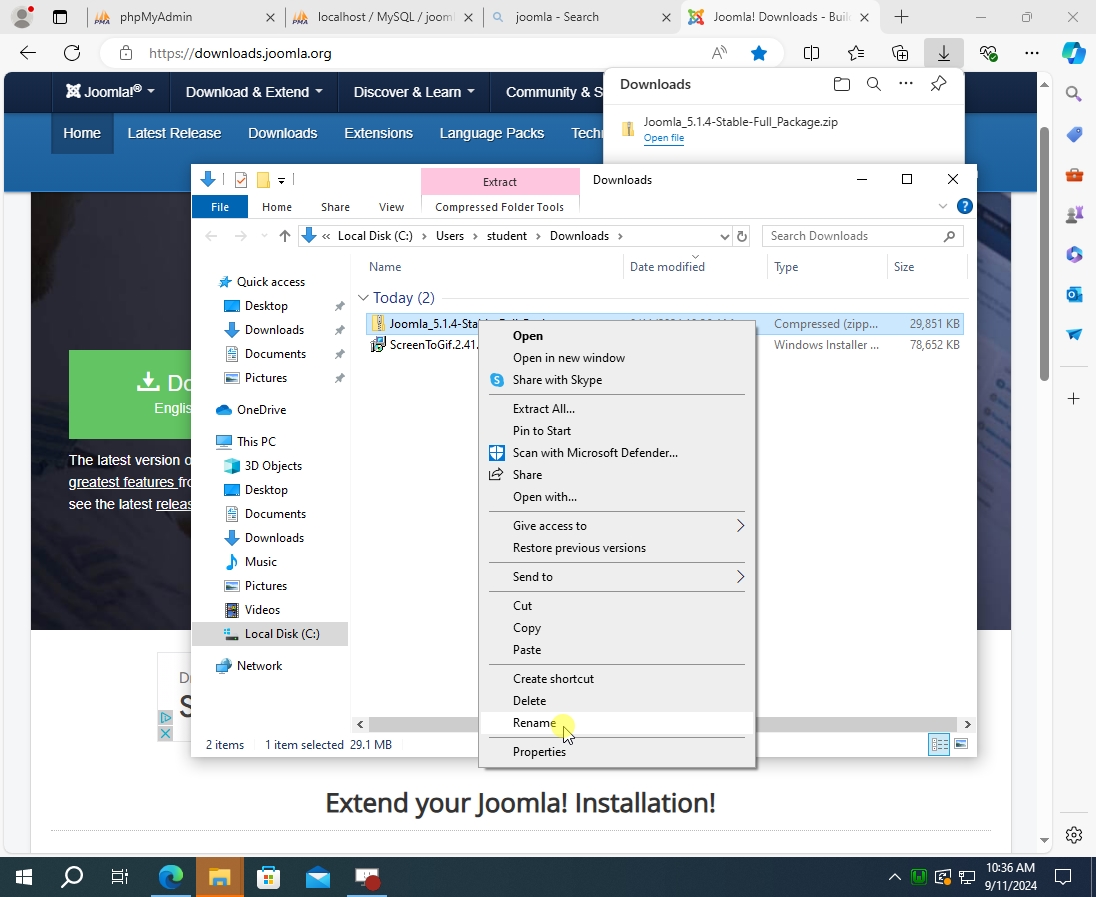 phpMyAdmin
localhost / MySQL / jooml
joomla - Search
Joomla! Downloads - Buil
https://downloads.joomla.org
Joomla!®
Download & Extend
Discover & Learn
Community & S
Home
Latest Release
Downloads
Extensions
Language Packs
Techn
Downloads
Joomla_5.1.4-Stable-Full_Package.zip
Open file
Extract
Downloads
File
Home
Share
View
Compressed Folder Tools
« Local Disk (C:) › Users › student › Downloads ›
Search Downloads
Name
Date modified
Type
Size
Quick access
Desktop
Downloads
Documents
Pictures
OneDrive
This PC
3D Objects
Desktop
Documents
Downloads
Music
Pictures
Videos
Local Disk (C:)
Network
Today (2)
Joomla_5.1.4-Sta
Compressed (zipp...
29,851 KB
ScreenToGif.2.41.
Windows Installer ...
78,652 KB
Open
Open in new window
Share with Skype
Extract All...
Pin to Start
Scan with Microsoft Defender...
Share
Open with...
Give access to
Restore previous versions
Send to
Cut
Copy
Paste
Create shortcut
Delete
Rename
Properties
2 items
1 item selected 29.1 MB
Do
Englis
The latest version o
greatest features fro
see the latest releas
D
S
Extend your Joomla! Installation!
10:36 AM
9/11/2024